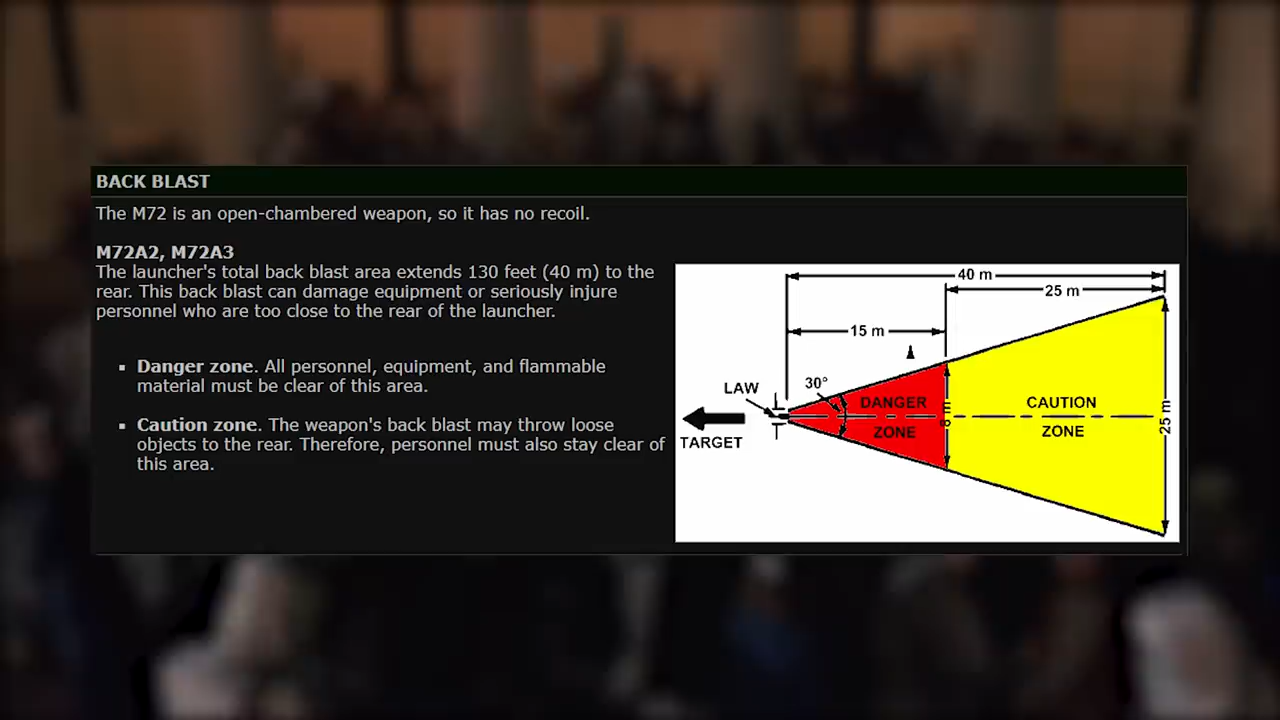 BACK BLAST
The M72 is an open-chambered weapon, so it has no recoil.
M72A2, M72A3
The launcher's total back blast area extends 130 feet (40 m) to the
rear. This back blast can damage equipment or seriously injure
personnel who are too close to the rear of the launcher.
▪ Danger zone. All personnel, equipment, and flammable
material must be clear of this area.
▪ Caution zone. The weapon's back blast may throw loose
objects to the rear. Therefore, personnel must also stay clear of
this area.
40 m
25 m
15 m
LAW
30°
TARGET
DANGER
ZONE
8 m
CAUTION
ZONE
25 m